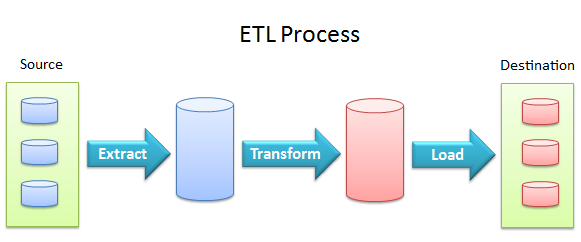 ETL Process
Source
Destination
Extract
Transform
Load